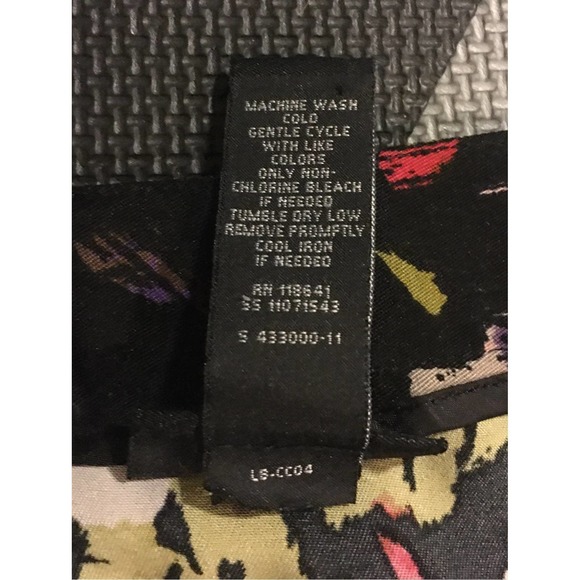 MACHINE WASH
COLD
GENTLE CYCLE
WITH LIKE
COLORS
ONLY NON-
CHLORINE BLEACH
IF NEEDED
TUMBLE DRY LOW
REMOVE PROMPTLY
COOL IRON
IF NEEDED
RN 118641
SS 11071543
S 433000-11
LB-CC04